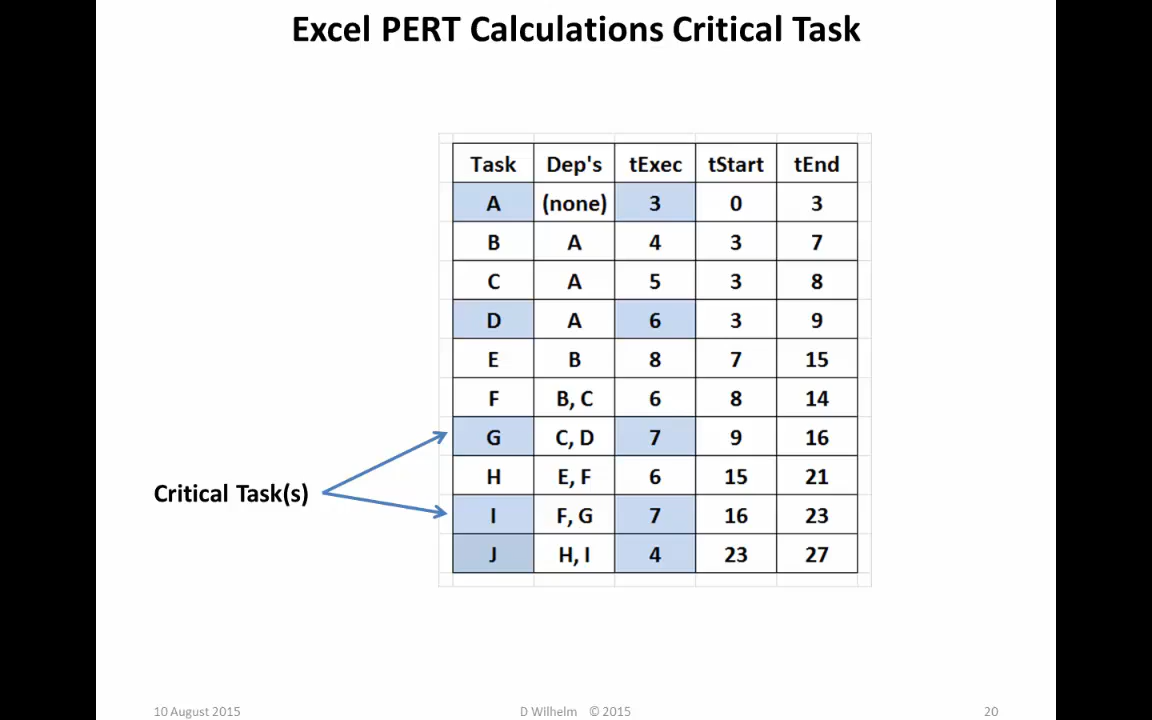 Excel PERT Calculations Critical Task
Task Dep's tExec tStart tEnd
A (none) 3 0 3
B A 4 3 7
C A 5 3 8
D A 6 3 9
E B 8 7 15
F B, C 6 8 14
G C, D 7 9 16
H E, F 6 15 21
I F, G 7 16 23
J H, I 4 23 27
Critical Task(s)
10 August 2015 D Wilhelm © 2015 20